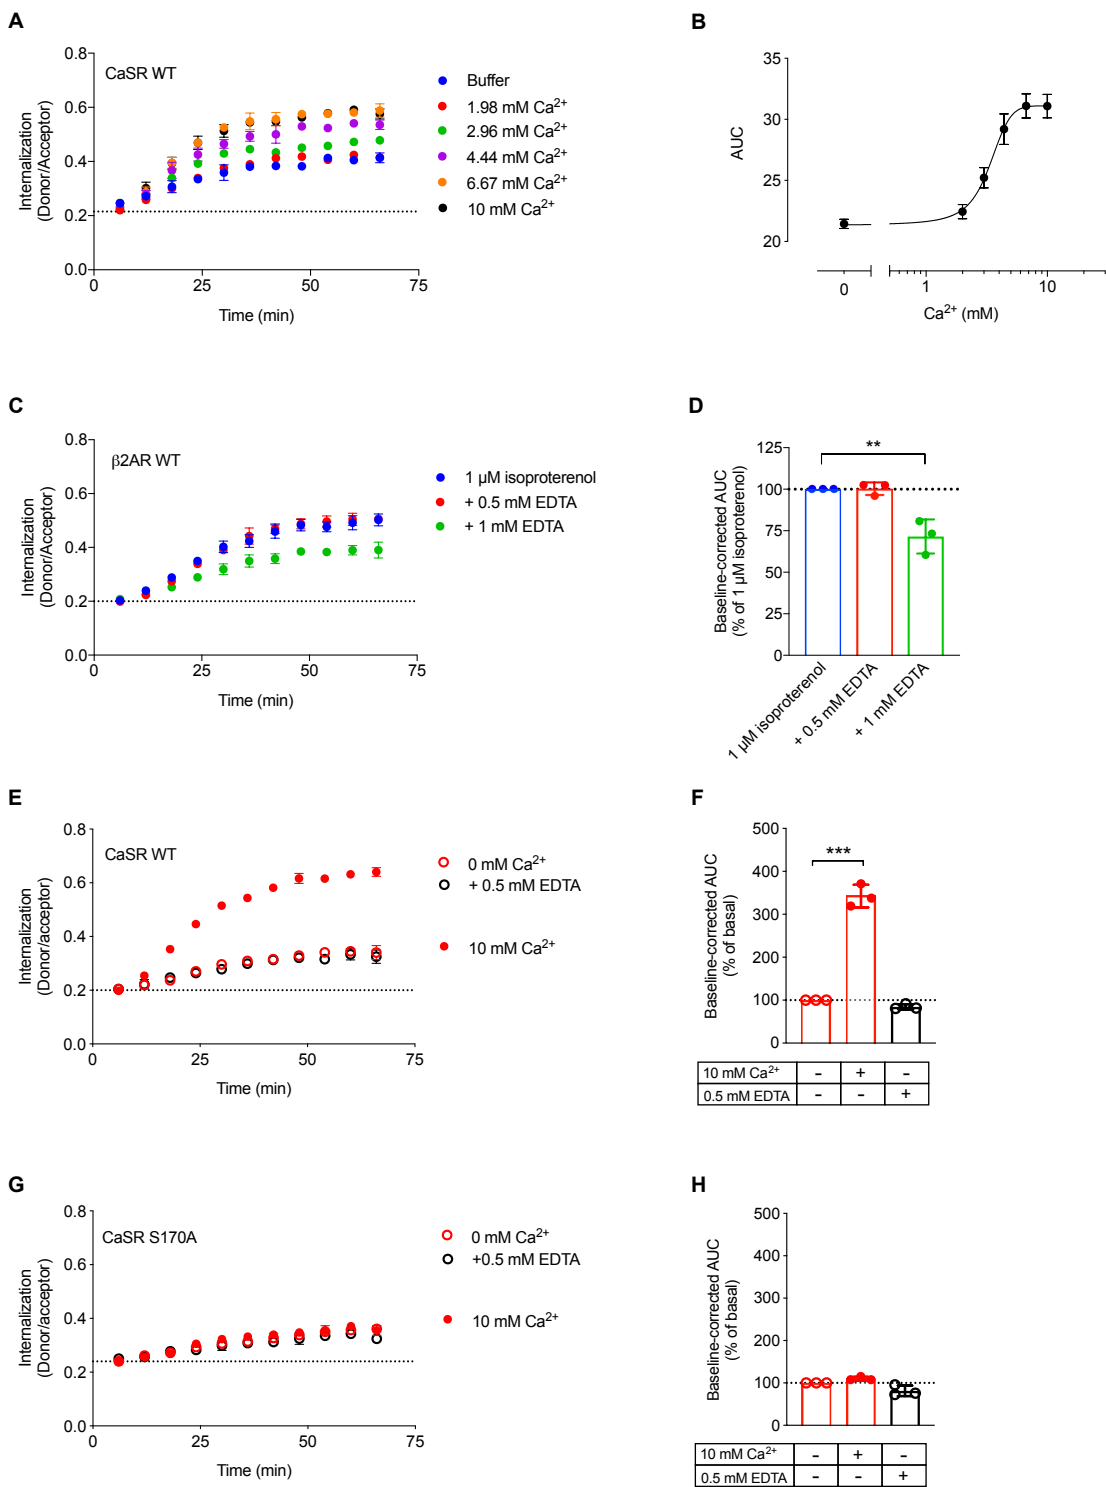 A
CaSR WT
Internalization
(Donor/Acceptor)
0.8
0.6
0.4
0.2
0.0
0 25 50 75
Time (min)
Buffer
1.98 mM Ca²⁺
2.96 mM Ca²⁺
4.44 mM Ca²⁺
6.67 mM Ca²⁺
10 mM Ca²⁺
B
AUC
35
30
25
20
0 1 10
Ca²⁺ (mM)
C
β2AR WT
Internalization
(Donor/Acceptor)
0.8
0.6
0.4
0.2
0.0
0 25 50 75
Time (min)
1 µM isoproterenol
+ 0.5 mM EDTA
+ 1 mM EDTA
D
Baseline-corrected AUC
(% of 1 µM isoproterenol)
125
100
75
50
25
0
**
1 µM isoproterenol
+ 0.5 mM EDTA
+ 1 mM EDTA
E
CaSR WT
Internalization
(Donor/acceptor)
0.8
0.6
0.4
0.2
0.0
0 25 50 75
Time (min)
0 mM Ca²⁺
+ 0.5 mM EDTA
10 mM Ca²⁺
F
Baseline-corrected AUC
(% of basal)
500
400
300
200
100
0
***
10 mM Ca²⁺ - + -
0.5 mM EDTA - - +
G
CaSR S170A
Internalization
(Donor/acceptor)
0.8
0.6
0.4
0.2
0.0
0 25 50 75
Time (min)
0 mM Ca²⁺
+0.5 mM EDTA
10 mM Ca²⁺
H
Baseline-corrected AUC
(% of basal)
500
400
300
200
100
0
10 mM Ca²⁺ - + -
0.5 mM EDTA - - +